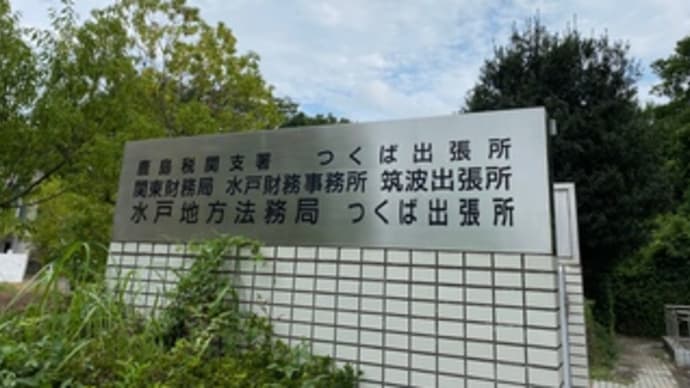 鹿島税関支署 つくば出張所
関東財務局 水戸財務事務所 筑波出張所
水戸地方法務局 つくば出張所